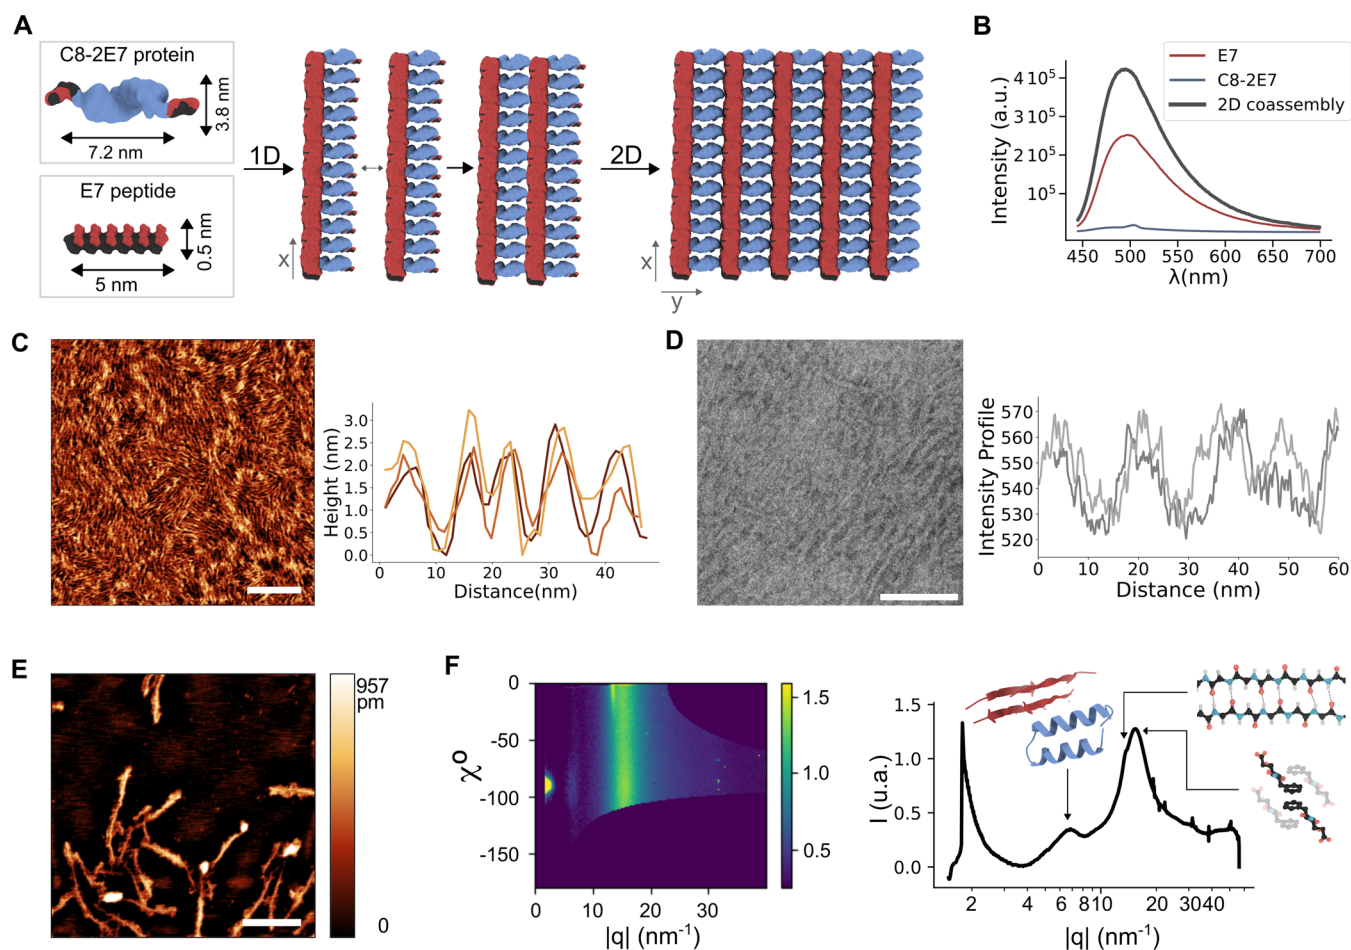 A
C8-2E7 protein
3.8 nm
7.2 nm
E7 peptide
0.5 nm
5 nm
1D
x
2D
x
y
B
E7
C8-2E7
2D coassembly
Intensity (a.u.)
4 10⁵
3 10⁵
2 10⁵
10⁵
450 500 550 600 650 700
λ(nm)
C
Height (nm)
3.0
2.5
2.0
1.5
1.0
0.5
0.0
0 10 20 30 40
Distance(nm)
D
Intensity Profile
570
560
550
540
530
520
0 10 20 30 40 50 60
Distance (nm)
E
957
pm
0
F
χº
0
-50
-100
-150
0 10 20 30
|q| (nm⁻¹)
1.5
1.0
0.5
I (u.a.)
1.5
1.0
0.5
0.0
2 4 6 8 10 20 30 40
|q| (nm⁻¹)